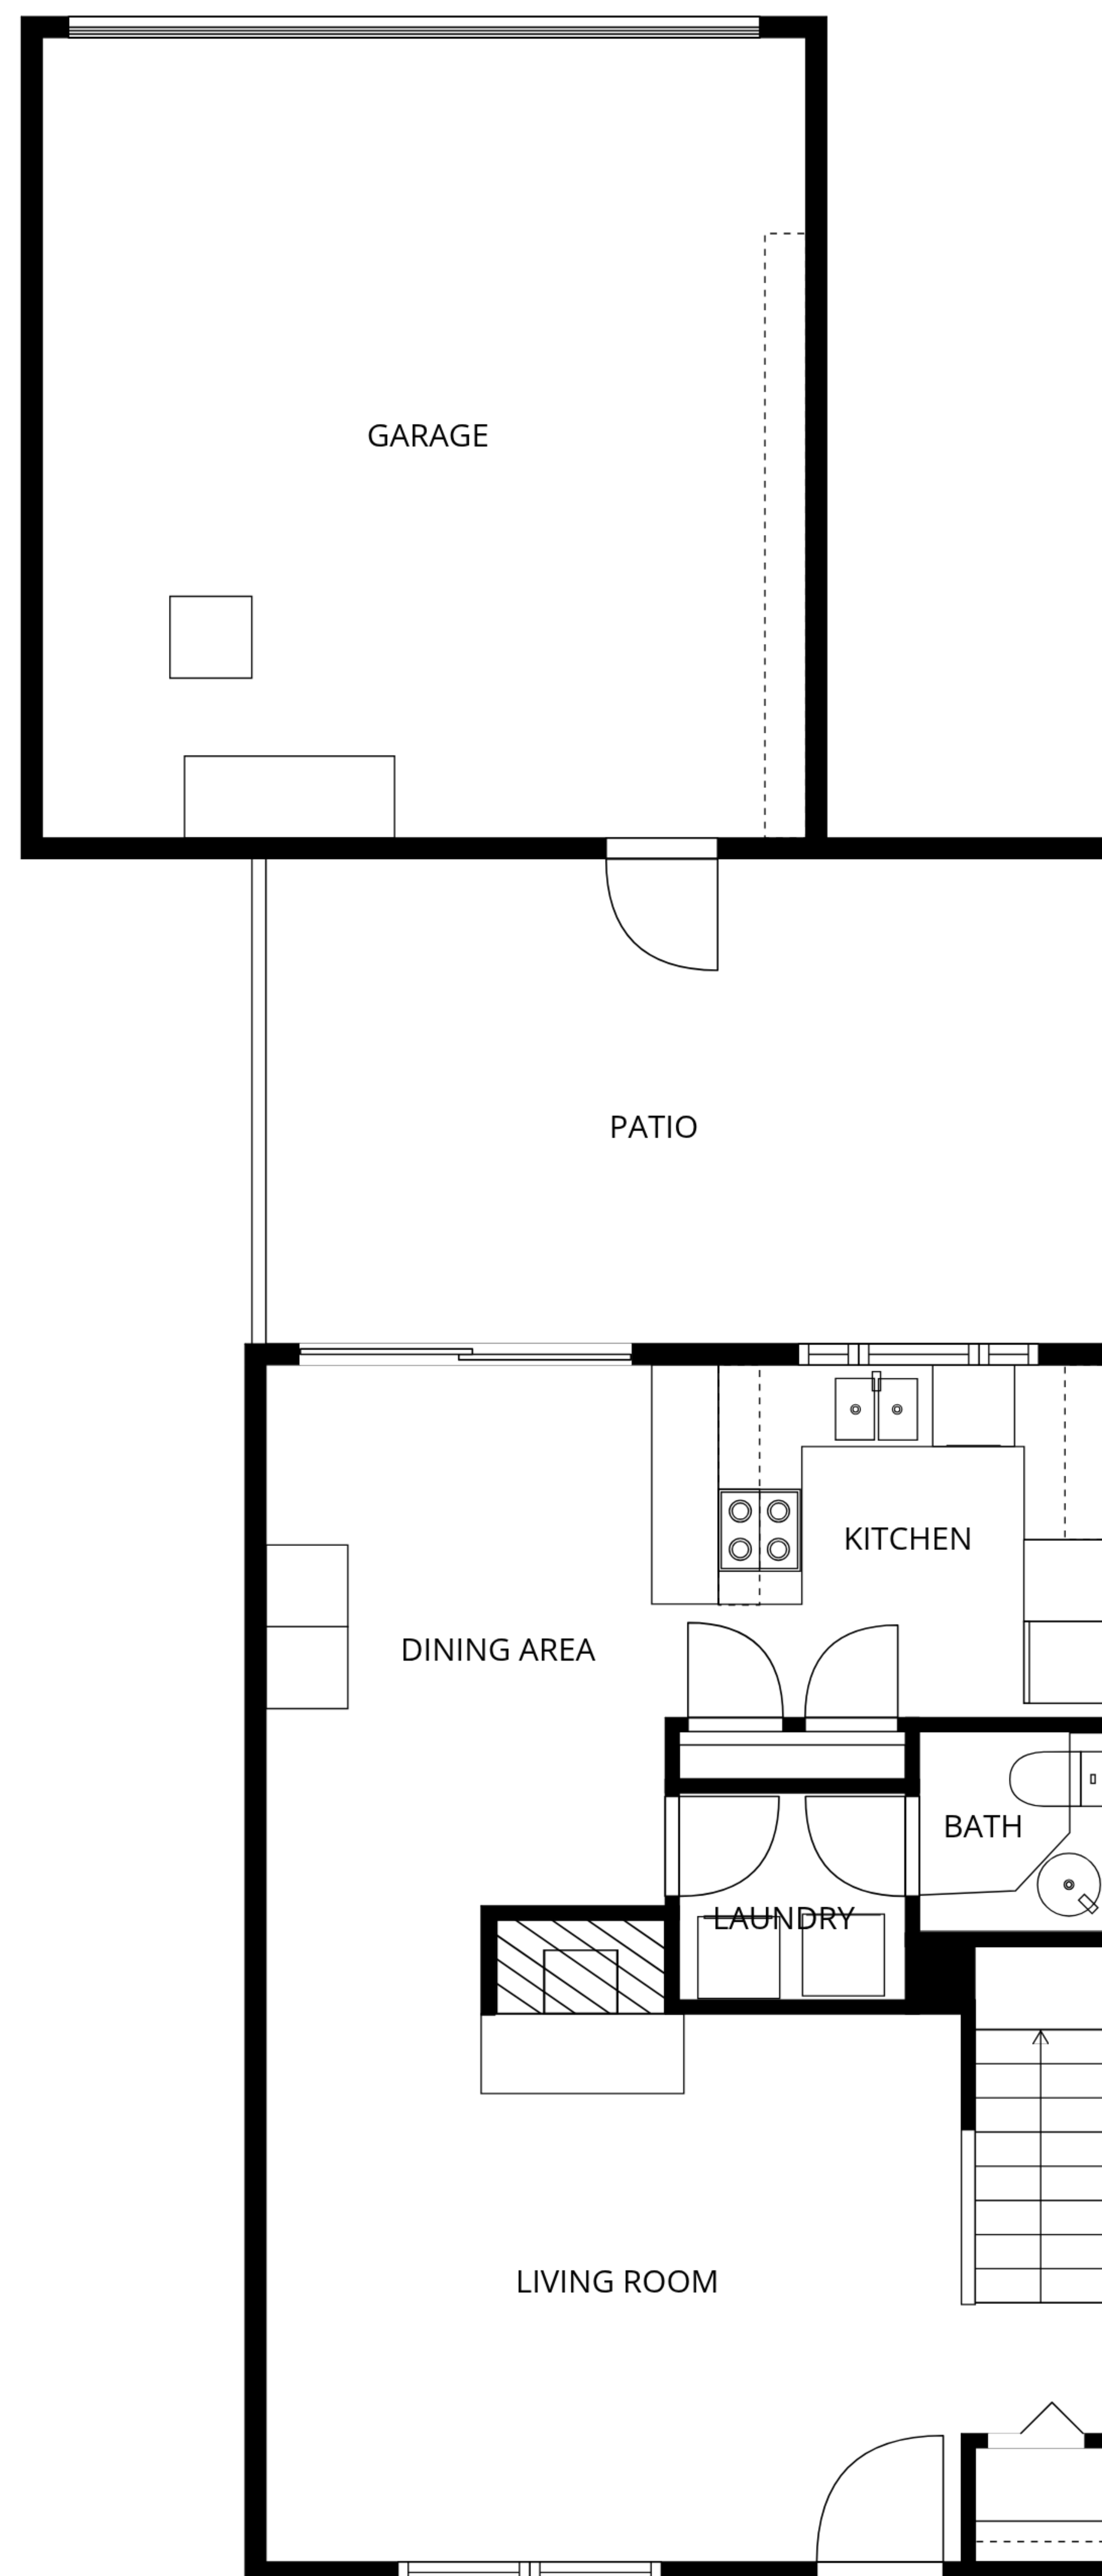 GARAGE
PATIO
KITCHEN
DINING AREA
BATH
LAUNDRY
LIVING ROOM